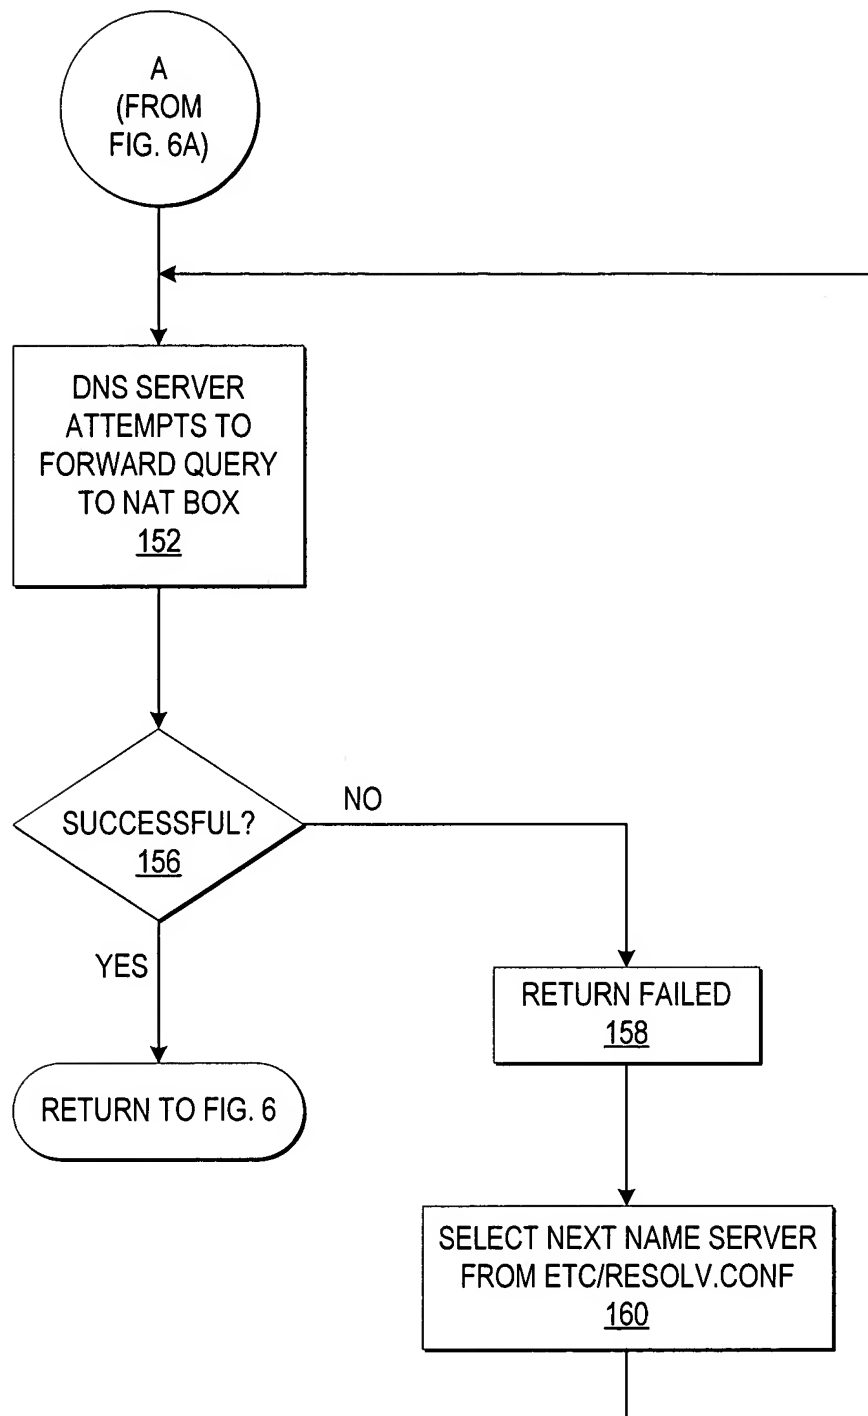 A
(FROM
FIG. 6A)
DNS SERVER
ATTEMPTS TO
FORWARD QUERY
TO NAT BOX
152
SUCCESSFUL?
156
NO
YES
RETURN FAILED
158
RETURN TO FIG. 6
SELECT NEXT NAME SERVER
FROM ETC/RESOLV.CONF
160